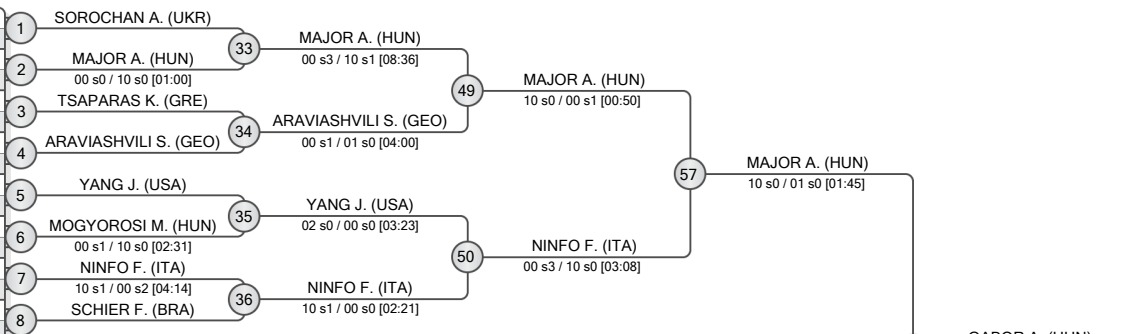 1
SOROCHAN A. (UKR)
2
MAJOR A. (HUN)
00 s0 / 10 s0 [01:00]
33
MAJOR A. (HUN)
00 s3 / 10 s1 [08:36]
3
TSAPARAS K. (GRE)
4
ARAVIASHVILI S. (GEO)
34
ARAVIASHVILI S. (GEO)
00 s1 / 01 s0 [04:00]
49
MAJOR A. (HUN)
10 s0 / 00 s1 [00:50]
5
YANG J. (USA)
6
MOGYOROSI M. (HUN)
00 s1 / 10 s0 [02:31]
35
YANG J. (USA)
02 s0 / 00 s0 [03:23]
7
NINFO F. (ITA)
10 s1 / 00 s2 [04:14]
8
SCHIER F. (BRA)
36
NINFO F. (ITA)
10 s1 / 00 s0 [02:21]
50
NINFO F. (ITA)
00 s3 / 10 s0 [03:08]
57
MAJOR A. (HUN)
10 s0 / 01 s0 [01:45]